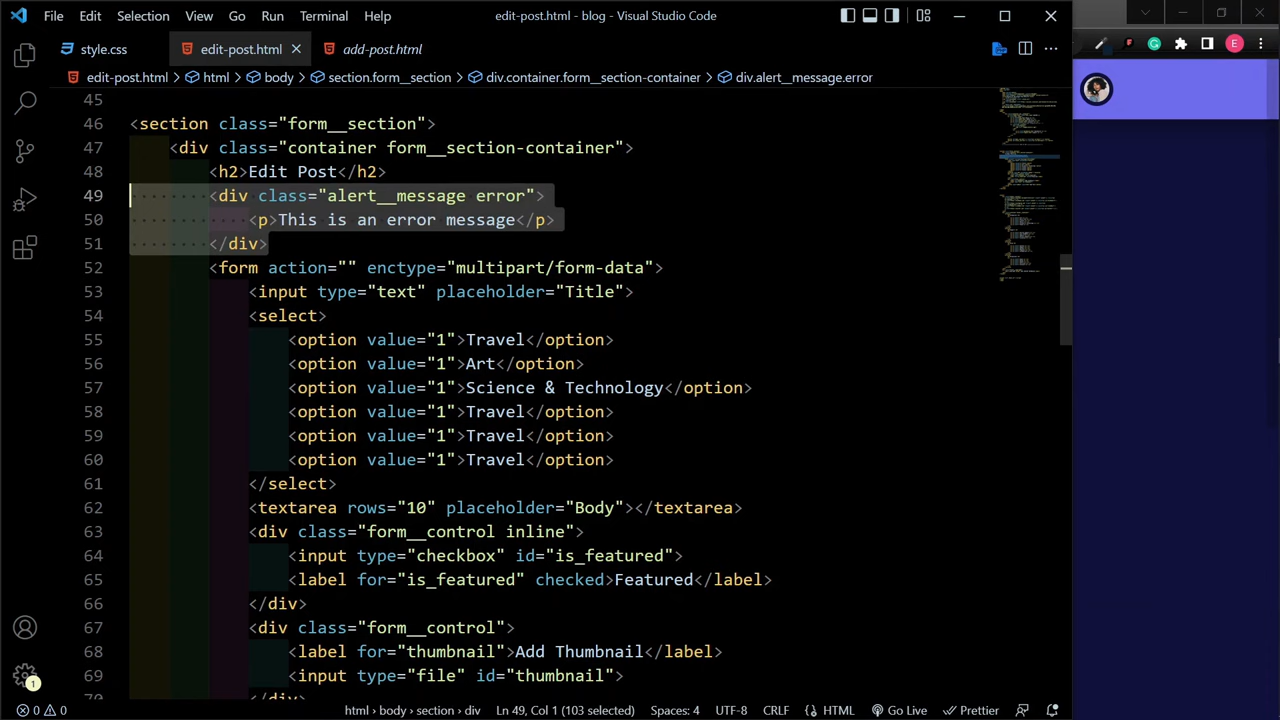 File Edit Selection View Go Run Terminal Help edit-post.html - blog - Visual Studio Code
style.css edit-post.html add-post.html
edit-post.html > html > body > section.form__section > div.container.form__section-container > div.alert__message.error
45
46 <section class="form__section">
47 <div class="container form__section-container">
48 <h2>Edit POst</h2>
49 <div class="alert__message error">
50 <p>This is an error message</p>
51 </div>
52 <form action="" enctype="multipart/form-data">
53 <input type="text" placeholder="Title">
54 <select>
55 <option value="1">Travel</option>
56 <option value="1">Art</option>
57 <option value="1">Science & Technology</option>
58 <option value="1">Travel</option>
59 <option value="1">Travel</option>
60 <option value="1">Travel</option>
61 </select>
62 <textarea rows="10" placeholder="Body"></textarea>
63 <div class="form__control inline">
64 <input type="checkbox" id="is_featured">
65 <label for="is_featured" checked>Featured</label>
66 </div>
67 <div class="form__control">
68 <label for="thumbnail">Add Thumbnail</label>
69 <input type="file" id="thumbnail">
70 </div>
E
1
0 0 html > body > section > div Ln 49, Col 1 (103 selected) Spaces: 4 UTF-8 CRLF {} HTML Go Live Prettier